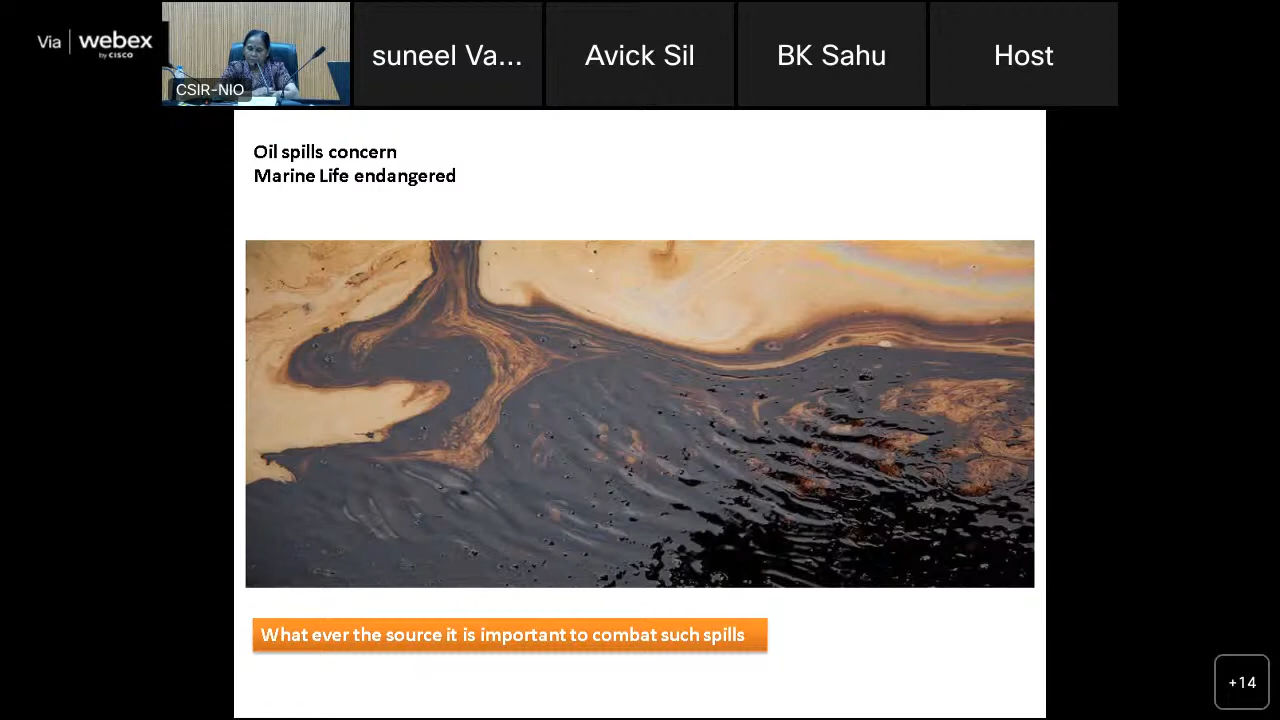 Via webex
by CISCO
CSIR-NIO
suneel Va...
Avick Sil
BK Sahu
Host
Oil spills concern
Marine Life endangered
What ever the source it is important to combat such spills
+14